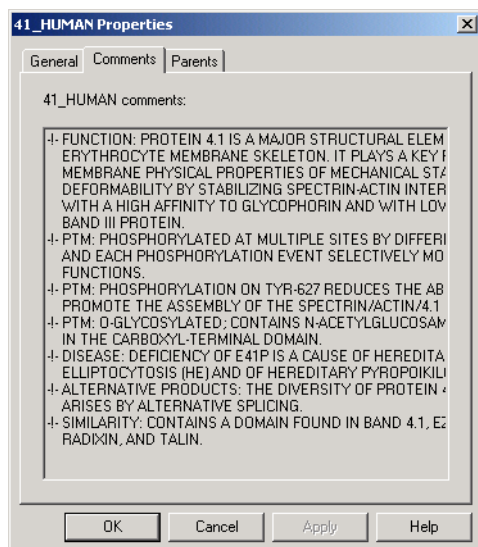 41_HUMAN Properties
General Comments Parents
41_HUMAN comments:
-!- FUNCTION: PROTEIN 4.1 IS A MAJOR STRUCTURAL ELEM
ERYTHROCYTE MEMBRANE SKELETON. IT PLAYS A KEY
MEMBRANE PHYSICAL PROPERTIES OF MECHANICAL STA
DEFORMABILITY BY STABILIZING SPECTRIN-ACTIN INTER
WITH A HIGH AFFINITY TO GLYCOPHORIN AND WITH LOW
BAND III PROTEIN.
-!- PTM: PHOSPHORYLATED AT MULTIPLE SITES BY DIFFERI
AND EACH PHOSPHORYLATION EVENT SELECTIVELY MO
FUNCTIONS.
-!- PTM: PHOSPHORYLATION ON TYR-627 REDUCES THE AB
PROMOTE THE ASSEMBLY OF THE SPECTRIN/ACTIN/4.1
-!- PTM: O-GLYCOSYLATED; CONTAINS N-ACETYLGLUCOSAM
IN THE CARBOXYL-TERMINAL DOMAIN.
-!- DISEASE: DEFICIENCY OF E41P IS A CAUSE OF HEREDITA
ELLIPTOCYTOSIS (HE) AND OF HEREDITARY PYROPOIKIL
-!- ALTERNATIVE PRODUCTS: THE DIVERSITY OF PROTEIN
ARISES BY ALTERNATIVE SPLICING.
-!- SIMILARITY: CONTAINS A DOMAIN FOUND IN BAND 4.1, EZ
RADIXIN, AND TALIN.
OK Cancel Apply Help